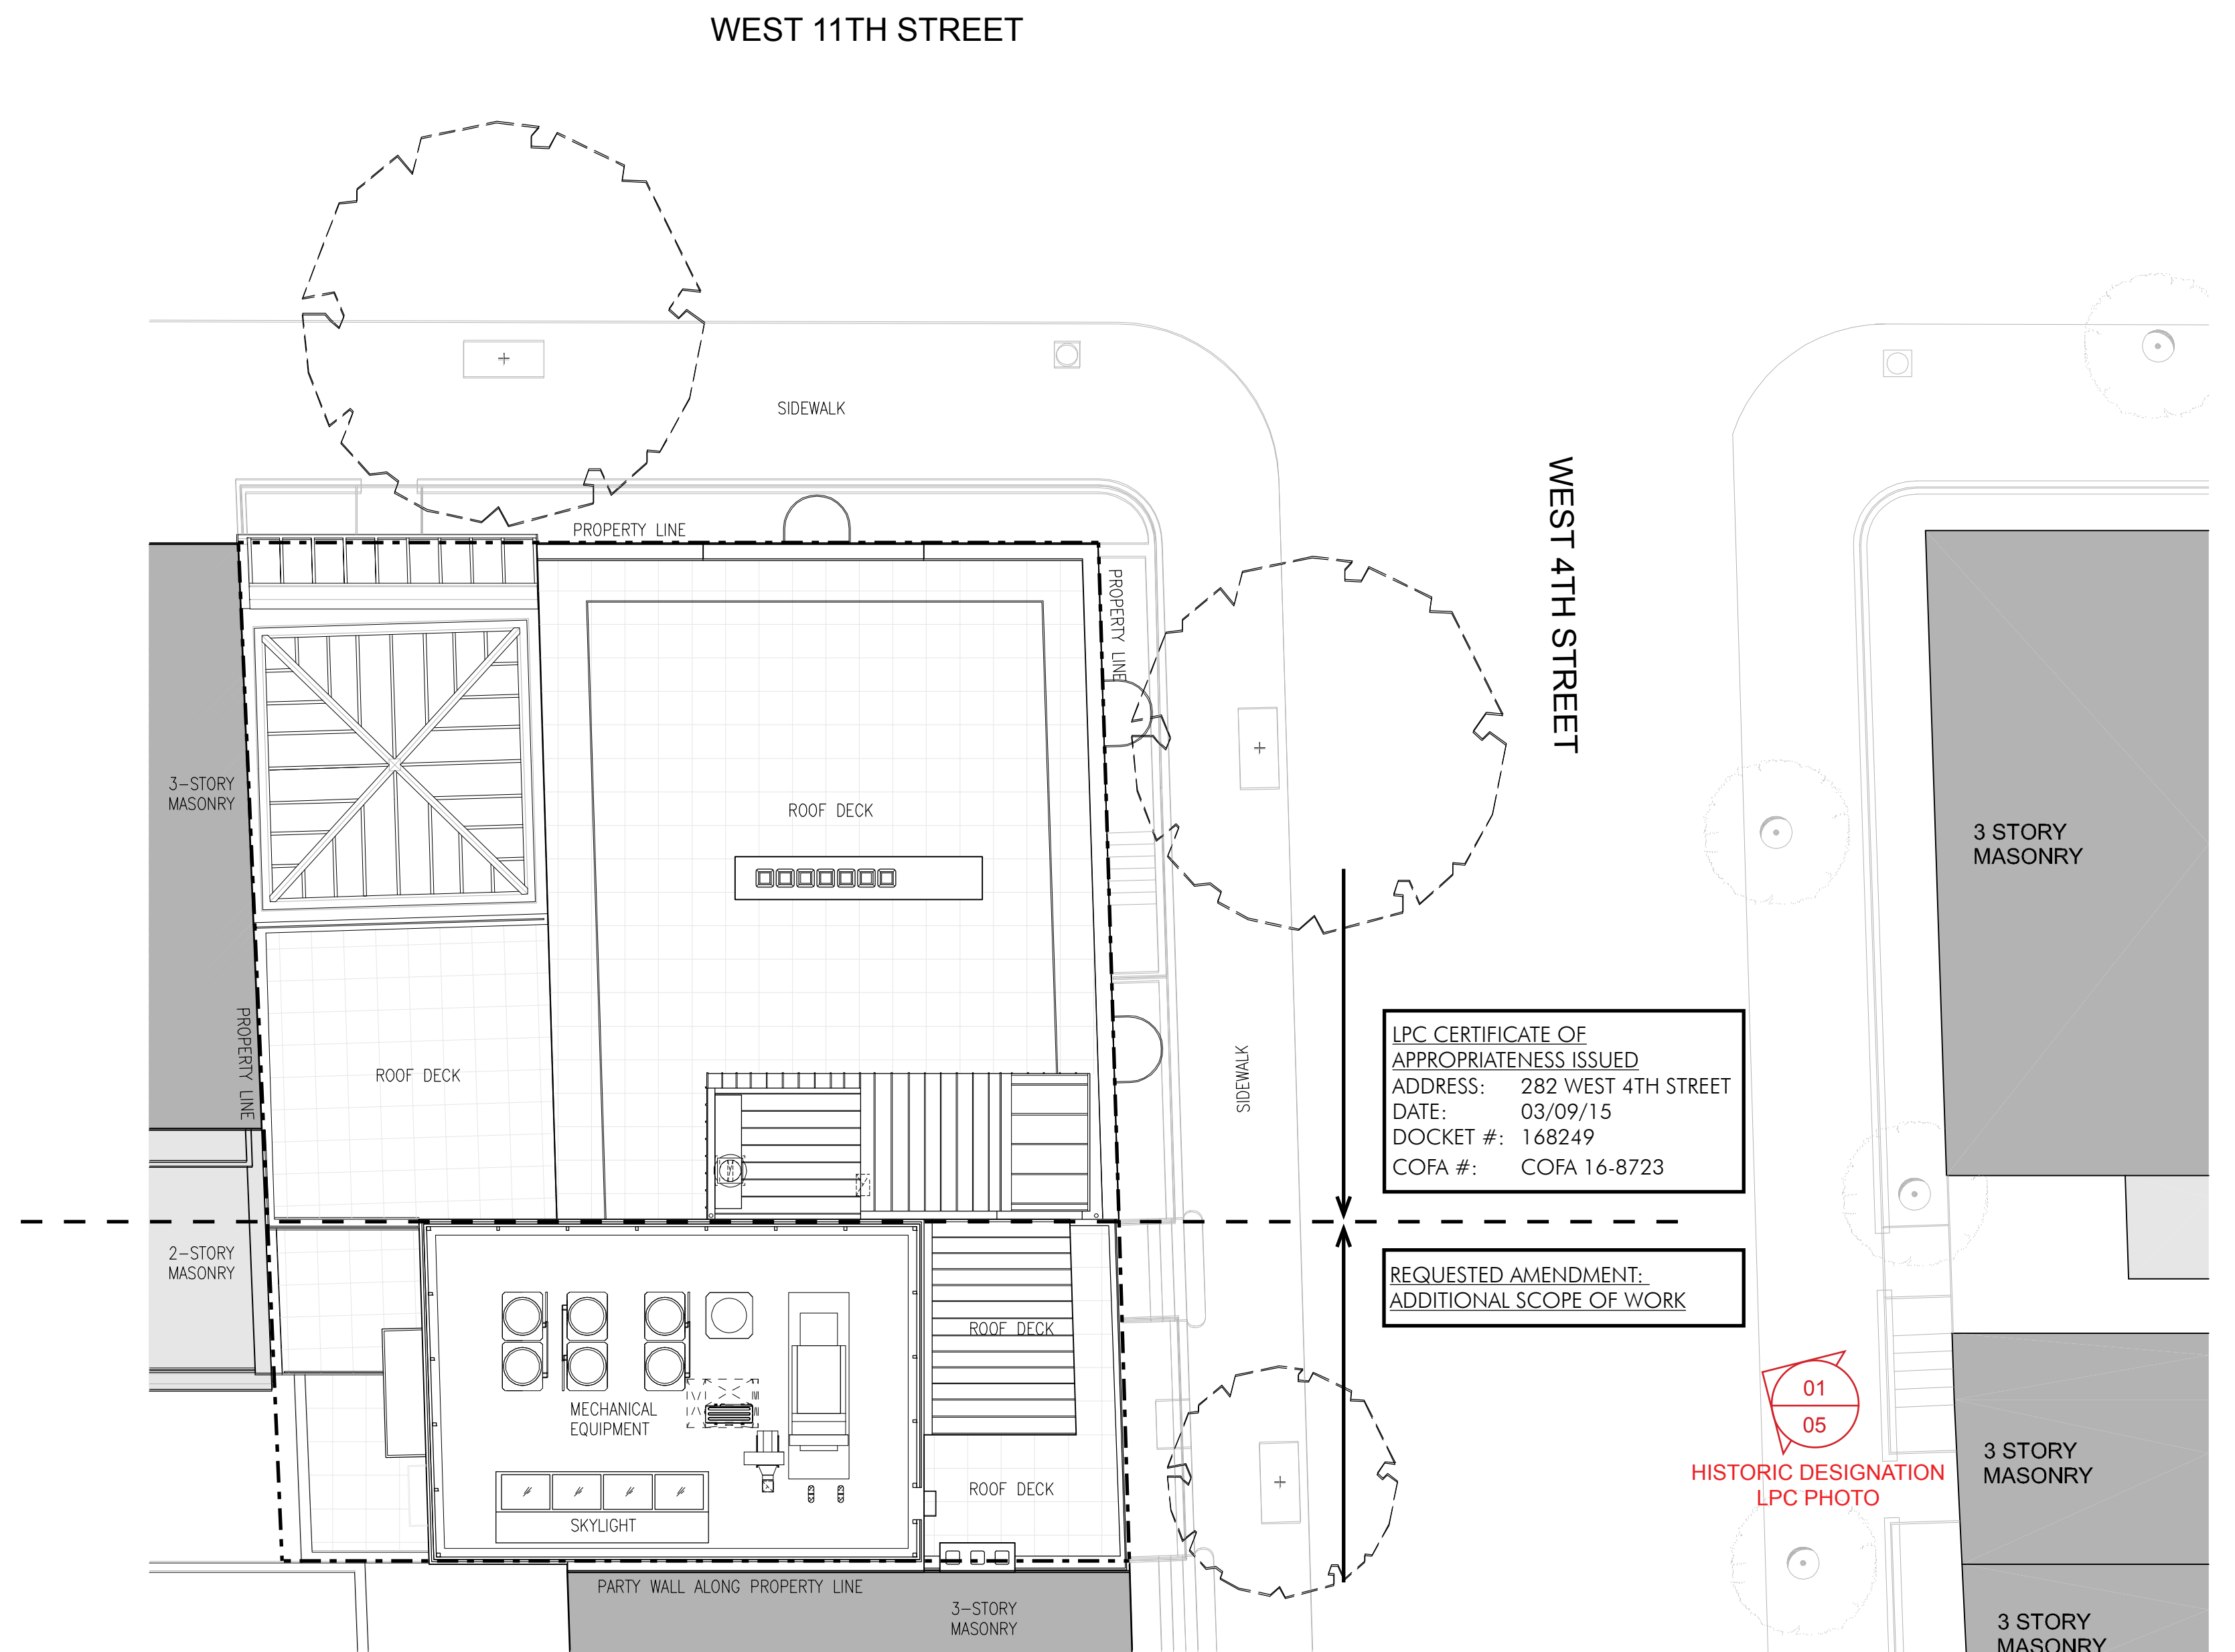 WEST 11TH STREET
SIDEWALK
PROPERTY LINE
PROPERTY LINE
WEST 4TH STREET
3-STORY
MASONRY
ROOF DECK
3 STORY
MASONRY
PROPERTY LINE
ROOF DECK
SIDEWALK
LPC CERTIFICATE OF
APPROPRIATENESS ISSUED
ADDRESS: 282 WEST 4TH STREET
DATE: 03/09/15
DOCKET #: 168249
COFA #: COFA 16-8723
2-STORY
MASONRY
REQUESTED AMENDMENT:
ADDITIONAL SCOPE OF WORK
ROOF DECK
MECHANICAL
EQUIPMENT
01
05
HISTORIC DESIGNATION
LPC PHOTO
3 STORY
MASONRY
ROOF DECK
SKYLIGHT
PARTY WALL ALONG PROPERTY LINE
3-STORY
MASONRY
3 STORY
MASONRY